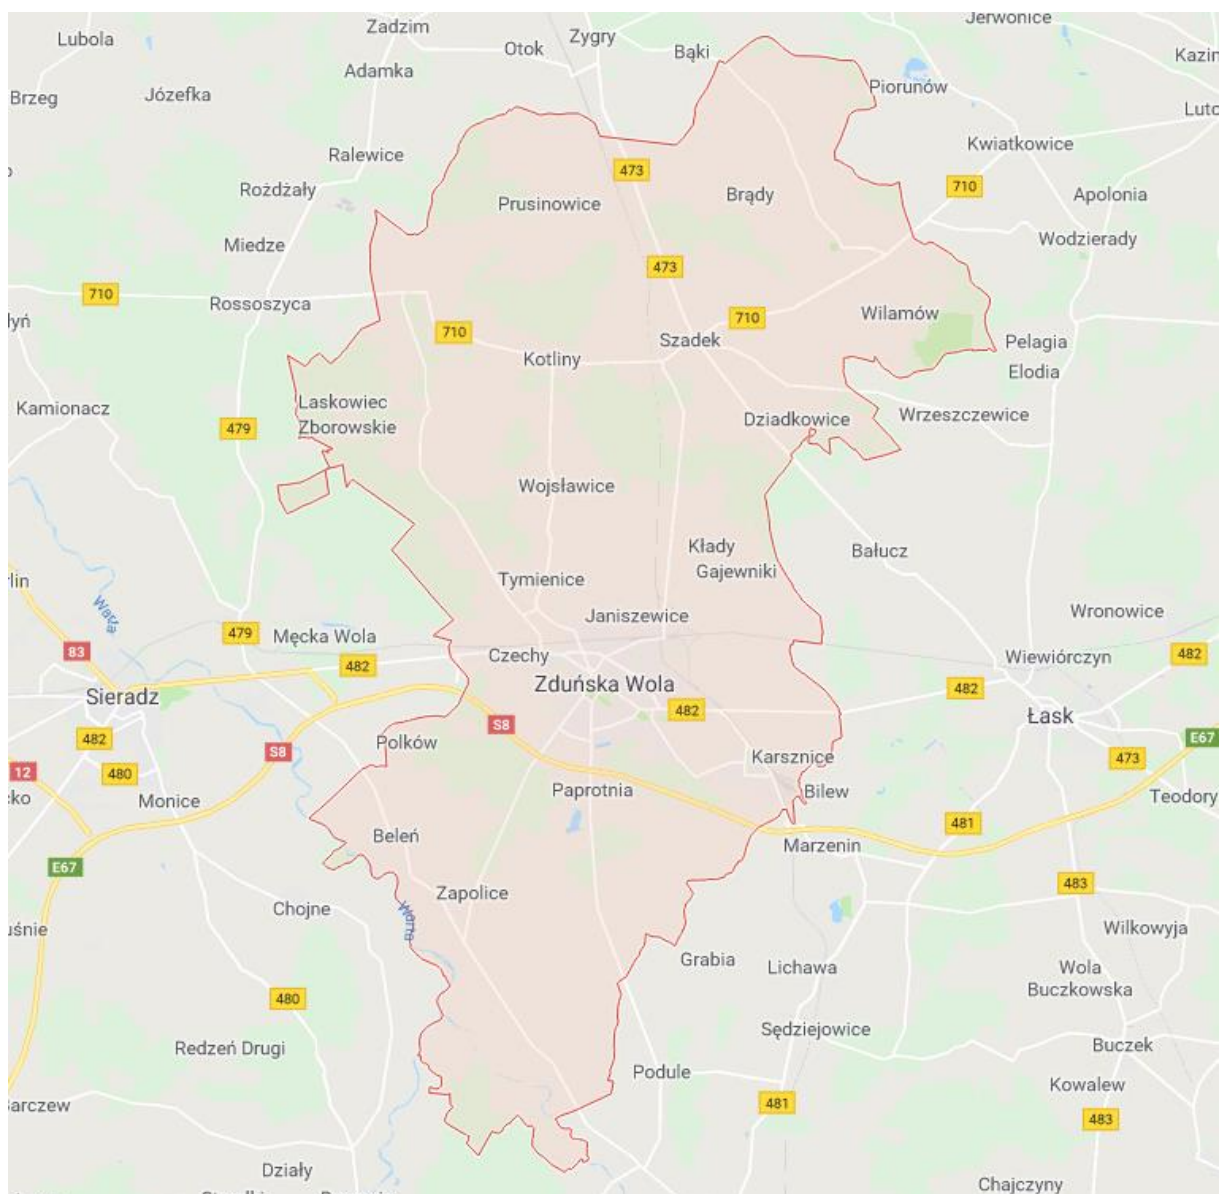 Jerwonice
Zadzim
Lubola
Zygry
Otok
Bąki
Adamka
Piorunów
Józefka
Brzeg
Kwiatkowice
Ralewice
473
710
Rożdżały
Brądy
Apolonia
Prusinowice
Wodzierady
Miedze
473
710
Rossoszyca
Wilamów
710
710
Szadek
Pelagia
Kotliny
Elodia
Laskowiec
Zborowskie
Kamionacz
Wrzeszczewice
Dziadkowice
479
Wojsławice
Kłady
Bałucz
Gajewniki
Tymienice
Warta
Wronowice
Janiszewice
479
Męcka Wola
83
Czechy
482
Wiewiórczyn
482
Zduńska Wola
482
Sieradz
482
Łask
S8
482
Polków
E67
S8
Karsznice
473
12
480
Paprotnia
Bilew
Teodory
Monice
481
Beleń
Marzenin
E67
483
Zapolice
Chojne
Warta
Wilkowyja
Grabia
Lichawa
Wola
Buczkowska
480
Sędziejowice
Redzeń Drugi
Buczek
Podule
Kowalew
481
483
Działy
Chajczyny